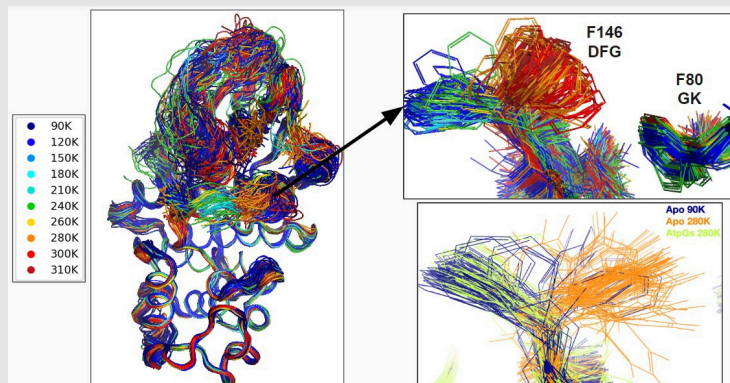 90K
120K
150K
180K
210K
240K
260K
280K
300K
310K
F146
DFG
F80
GK
Apo 90K
Apo 280K
AtpGs 280K